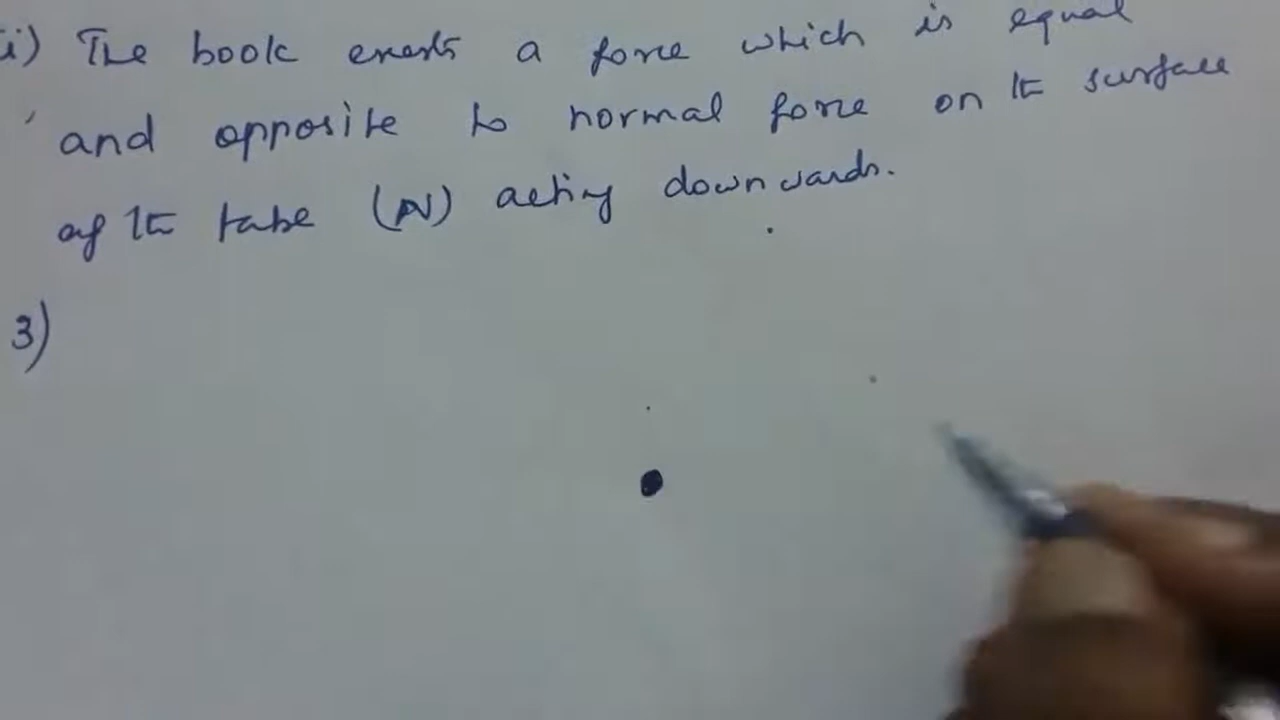 ii) The book exerts a force which is equal
and opposite to normal force on the surface
of the table (N) acting downwards.
3)